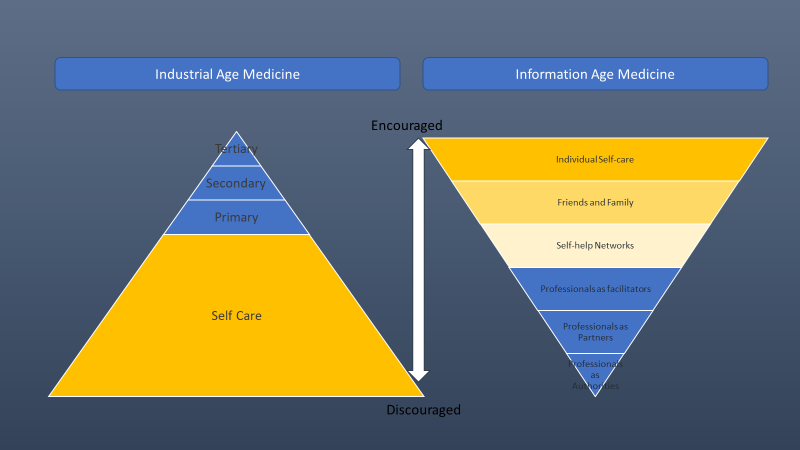 Industrial Age Medicine
Information Age Medicine
Encouraged
Tertiary
Secondary
Primary
Self Care
Individual Self-care
Friends and Family
Self-help Networks
Professionals as facilitators
Professionals as
Partners
Professionals
as
Authorities
Discouraged